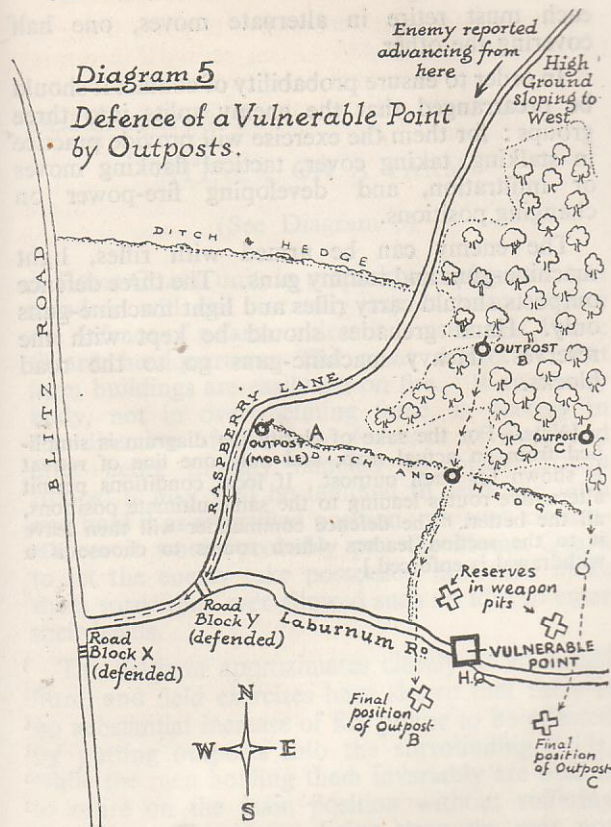 Diagram 5
Defence of a Vulnerable Point
by Outposts.
Enemy reported
advancing from
here
High
Ground
sloping to
West.
DITCH & HEDGE
BLITZ ROAD
RASPBERRY LANE
OUTPOST
B
A
OUTPOST
(MOBILE)
DITCH
HEDGE
OUTPOST
C
Reserves
in weapon
pits
Road
Block X
(defended)
Road
Block Y
(defended)
Laburnum Rd.
VULNERABLE
POINT
H.Q.
Final
position
of Outpost
B
Final
position
of Outpost
C
N
W E
S